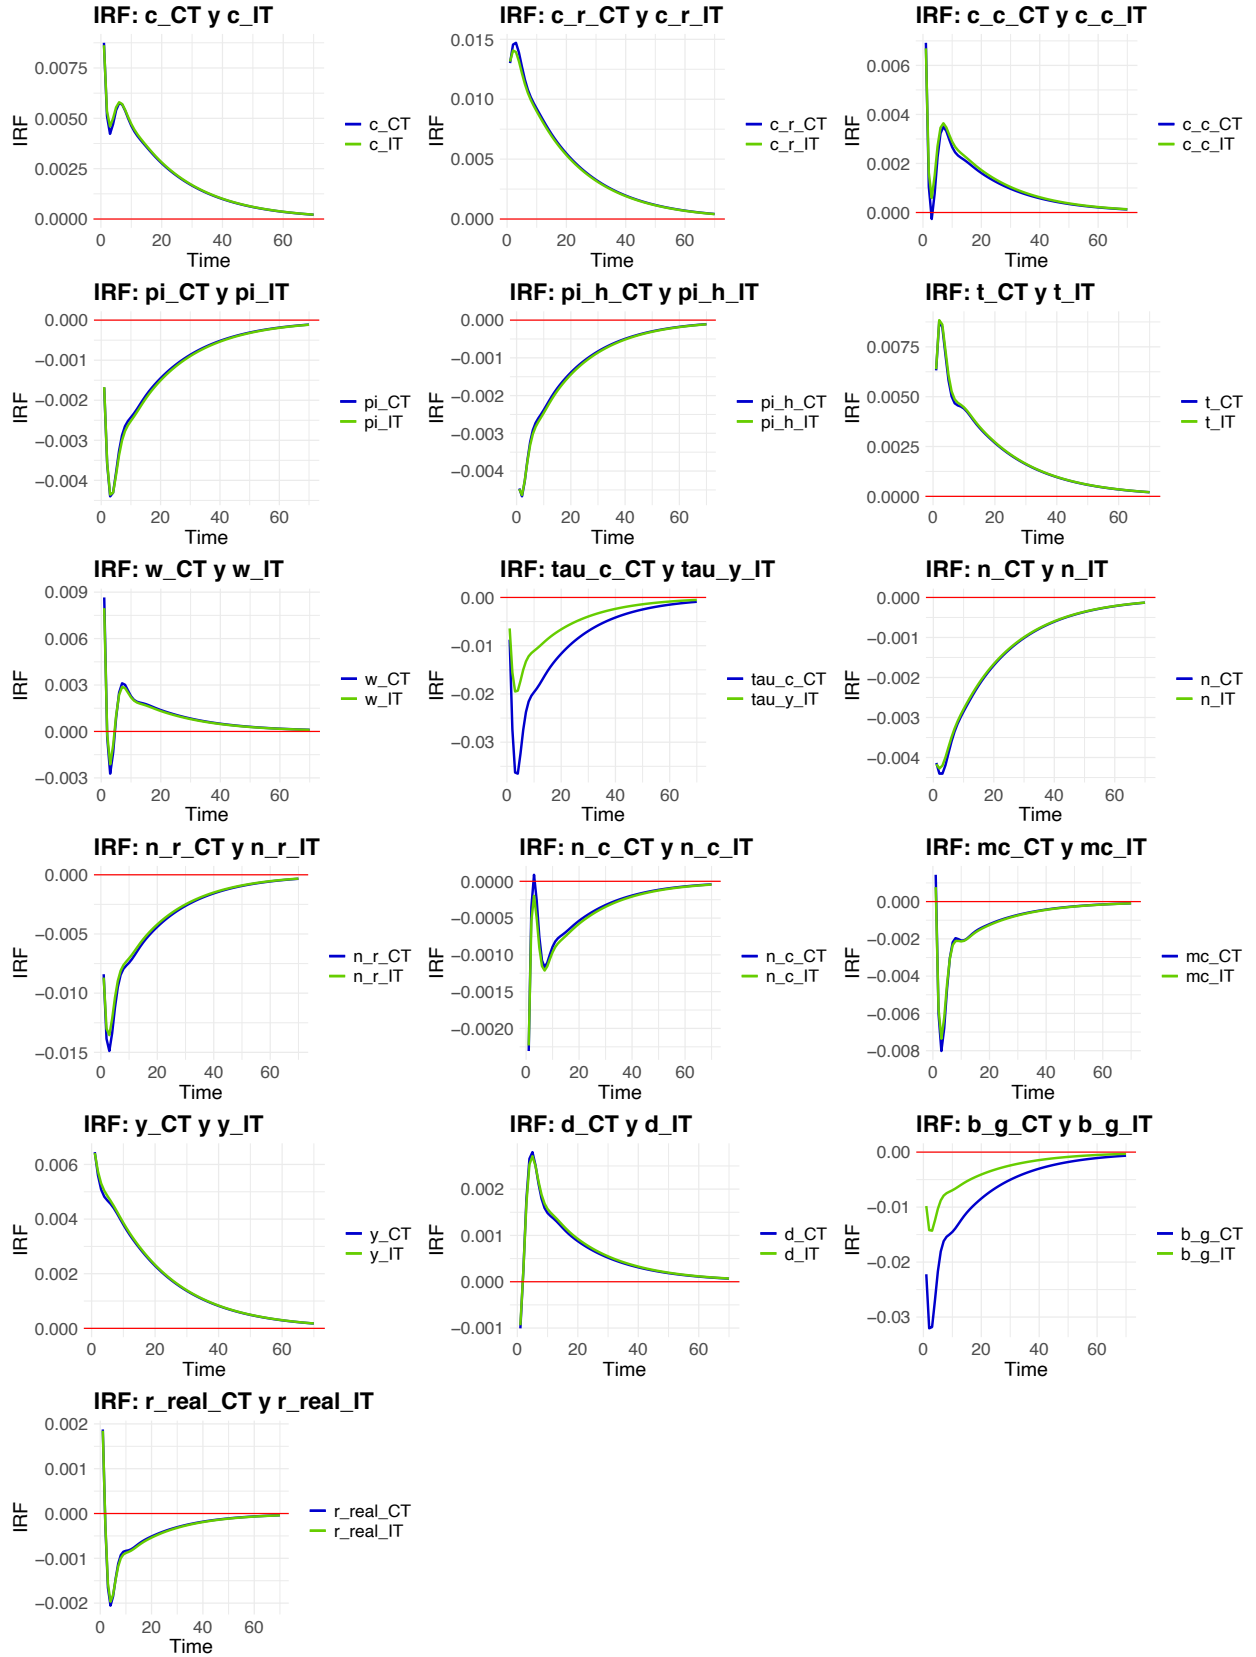 IRF: c_CT y c_IT
IRF: c_r_CT y c_r_IT
IRF: c_c_CT y c_c_IT
IRF
0.0075
0.0050
0.0025
0.0000
0 20 40 60
Time
c_CT
c_IT
IRF
0.015
0.010
0.005
0.000
0 20 40 60
Time
c_r_CT
c_r_IT
IRF
0.006
0.004
0.002
0.000
0 20 40 60
Time
c_c_CT
c_c_IT
IRF: pi_CT y pi_IT
IRF: pi_h_CT y pi_h_IT
IRF: t_CT y t_IT
IRF
0.000
−0.001
−0.002
−0.003
−0.004
0 20 40 60
Time
pi_CT
pi_IT
IRF
0.000
−0.001
−0.002
−0.003
−0.004
0 20 40 60
Time
pi_h_CT
pi_h_IT
IRF
0.0075
0.0050
0.0025
0.0000
0 20 40 60
Time
t_CT
t_IT
IRF: w_CT y w_IT
IRF: tau_c_CT y tau_y_IT
IRF: n_CT y n_IT
IRF
0.009
0.006
0.003
0.000
−0.003
0 20 40 60
Time
w_CT
w_IT
IRF
0.00
−0.01
−0.02
−0.03
0 20 40 60
Time
tau_c_CT
tau_y_IT
IRF
0.000
−0.001
−0.002
−0.003
−0.004
0 20 40 60
Time
n_CT
n_IT
IRF: n_r_CT y n_r_IT
IRF: n_c_CT y n_c_IT
IRF: mc_CT y mc_IT
IRF
0.000
−0.005
−0.010
−0.015
0 20 40 60
Time
n_r_CT
n_r_IT
IRF
0.0000
−0.0005
−0.0010
−0.0015
−0.0020
0 20 40 60
Time
n_c_CT
n_c_IT
IRF
0.000
−0.002
−0.004
−0.006
−0.008
0 20 40 60
Time
mc_CT
mc_IT
IRF: y_CT y y_IT
IRF: d_CT y d_IT
IRF: b_g_CT y b_g_IT
IRF
0.006
0.004
0.002
0.000
0 20 40 60
Time
y_CT
y_IT
IRF
0.002
0.001
0.000
−0.001
0 20 40 60
Time
d_CT
d_IT
IRF
0.00
−0.01
−0.02
−0.03
0 20 40 60
Time
b_g_CT
b_g_IT
IRF: r_real_CT y r_real_IT
IRF
0.002
0.000
−0.001
−0.002
0 20 40 60
Time
r_real_CT
r_real_IT